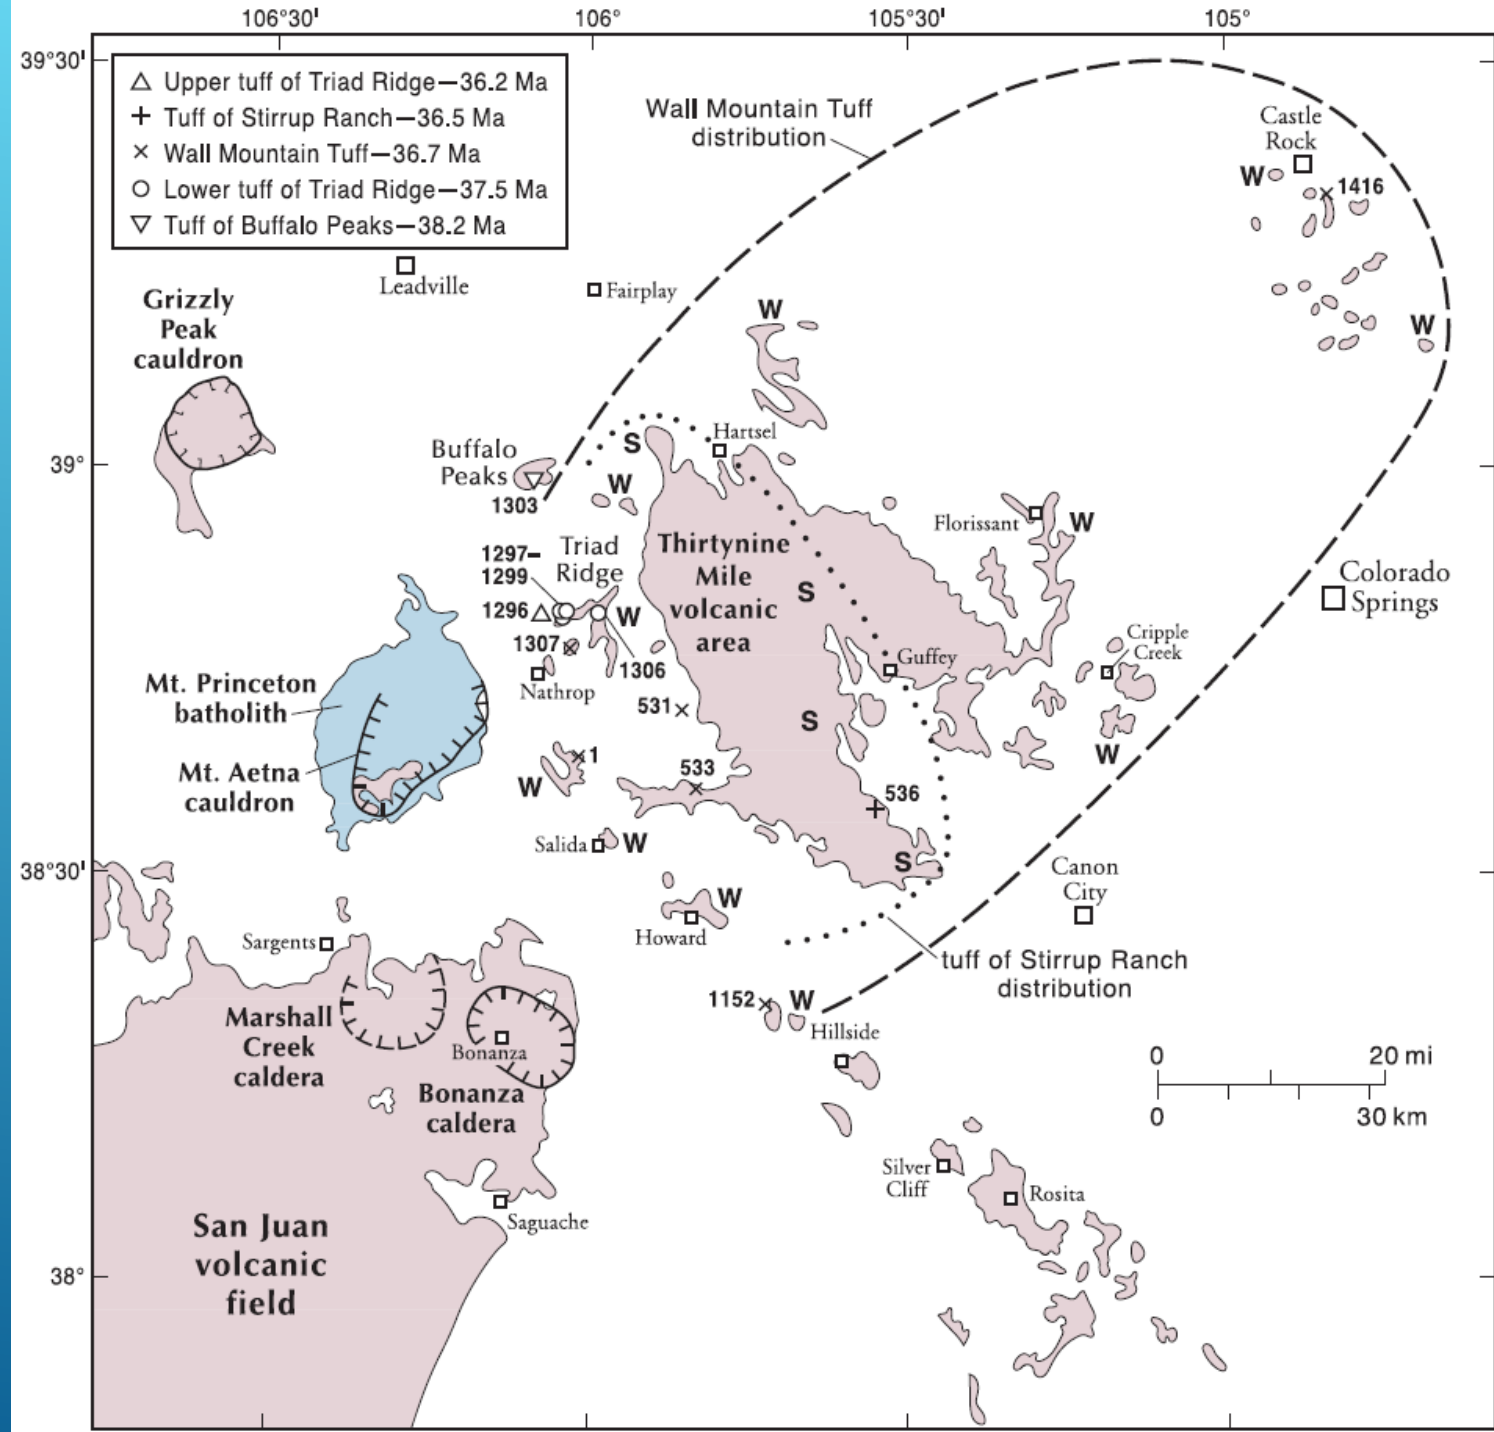 106°30'
106°
105°30'
105°
39°30'
39°
38°30'
38°
△ Upper tuff of Triad Ridge—36.2 Ma
+ Tuff of Stirrup Ranch—36.5 Ma
× Wall Mountain Tuff—36.7 Ma
○ Lower tuff of Triad Ridge—37.5 Ma
▽ Tuff of Buffalo Peaks—38.2 Ma
Wall Mountain Tuff
distribution
Castle
Rock
W
1416
Leadville
Fairplay
Grizzly
Peak
cauldron
W
W
Buffalo
Peaks
1303
S
Hartsel
W
Florissant
W
1297
1299
1296
1307
Triad
Ridge
W
1306
Nathrop
Thirtynine
Mile
volcanic
area
S
Guffey
Cripple
Creek
Colorado
Springs
531
S
W
Mt. Princeton
batholith
Mt. Aetna
cauldron
1
W
533
536
Salida
W
S
Canon
City
Howard
W
Sargents
tuff of Stirrup Ranch
distribution
1152
W
Hillside
Marshall
Creek
caldera
Bonanza
Bonanza
caldera
0
20 mi
0
30 km
Silver
Cliff
Rosita
Saguache
San Juan
volcanic
field